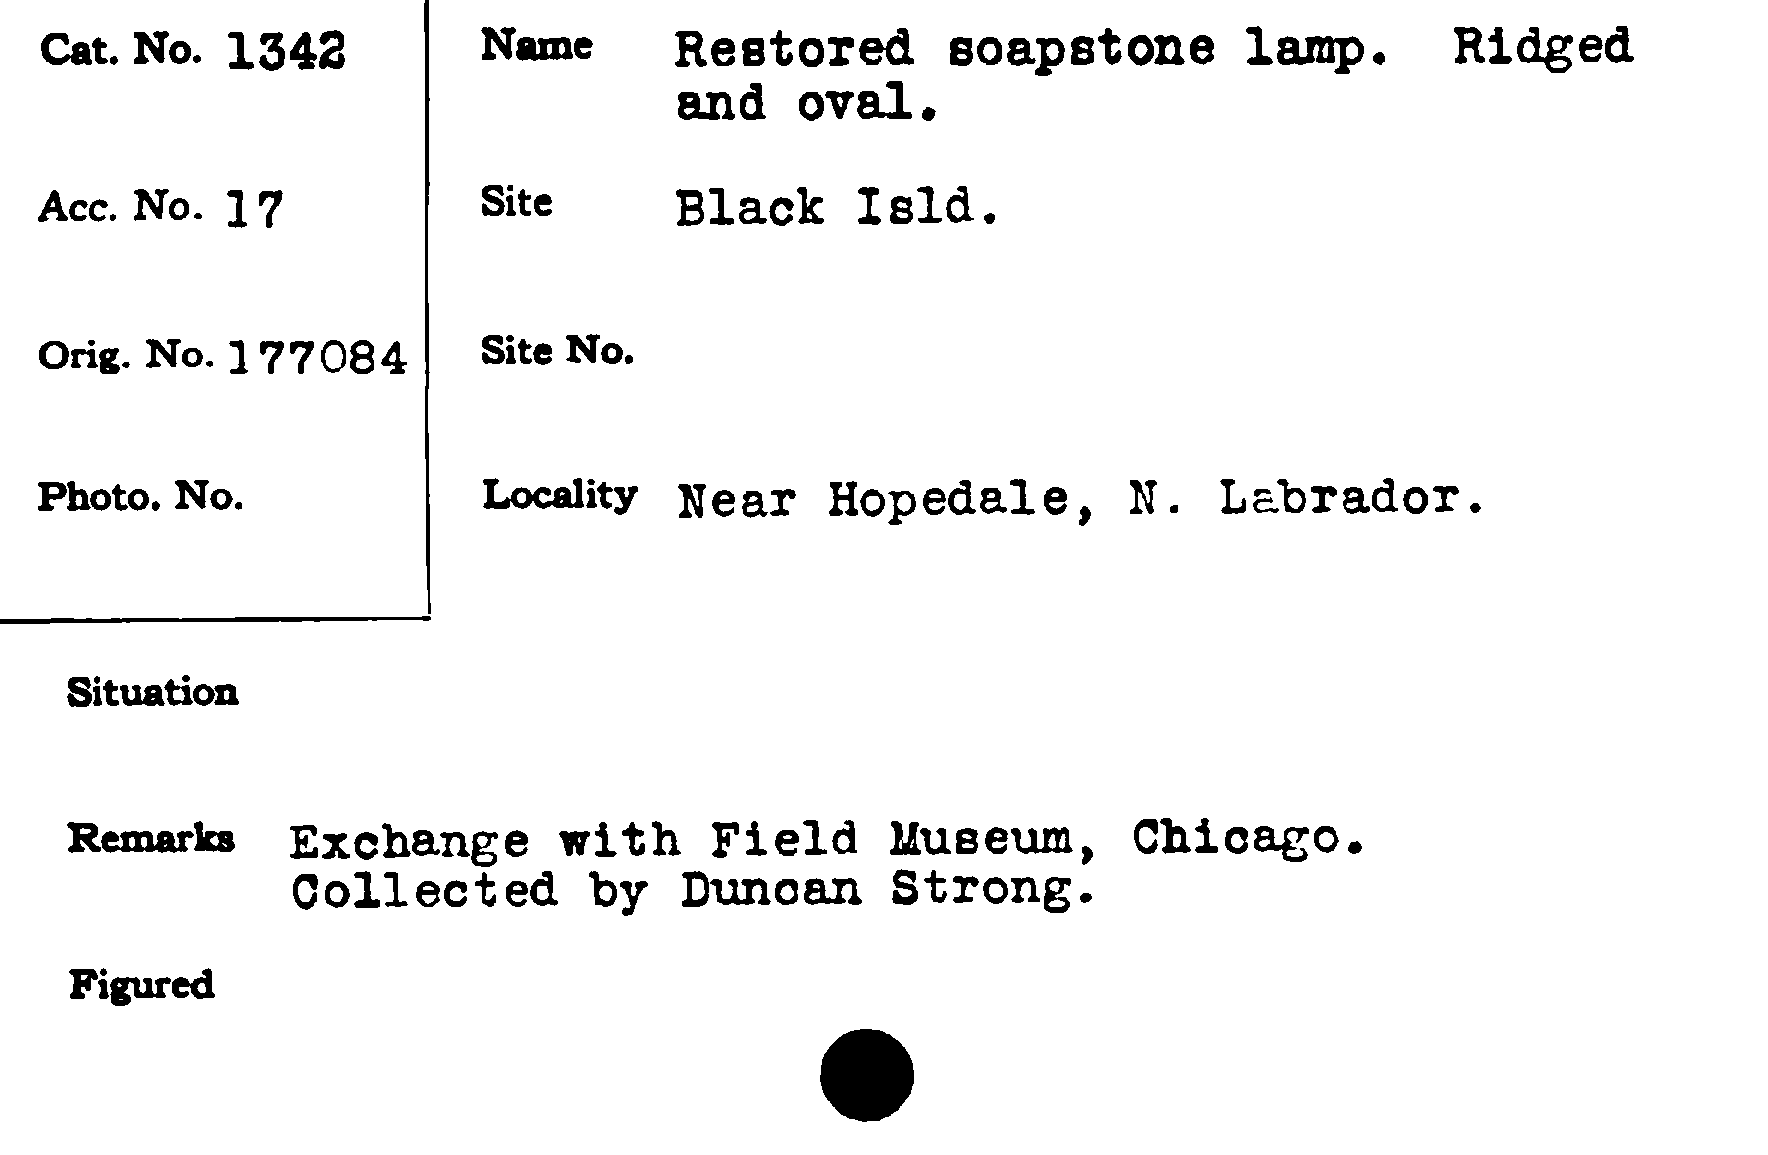 Cat. No. 1342
Name Restored soapstone lamp. Ridged
and oval.
Acc. No. 17
Site Black Isld.
Orig. No. 177084
Site No.
Photo. No.
Locality Near Hopedale, N. Labrador.
Situation
Remarks Exchange with Field Museum, Chicago.
Collected by Duncan Strong.
Figured